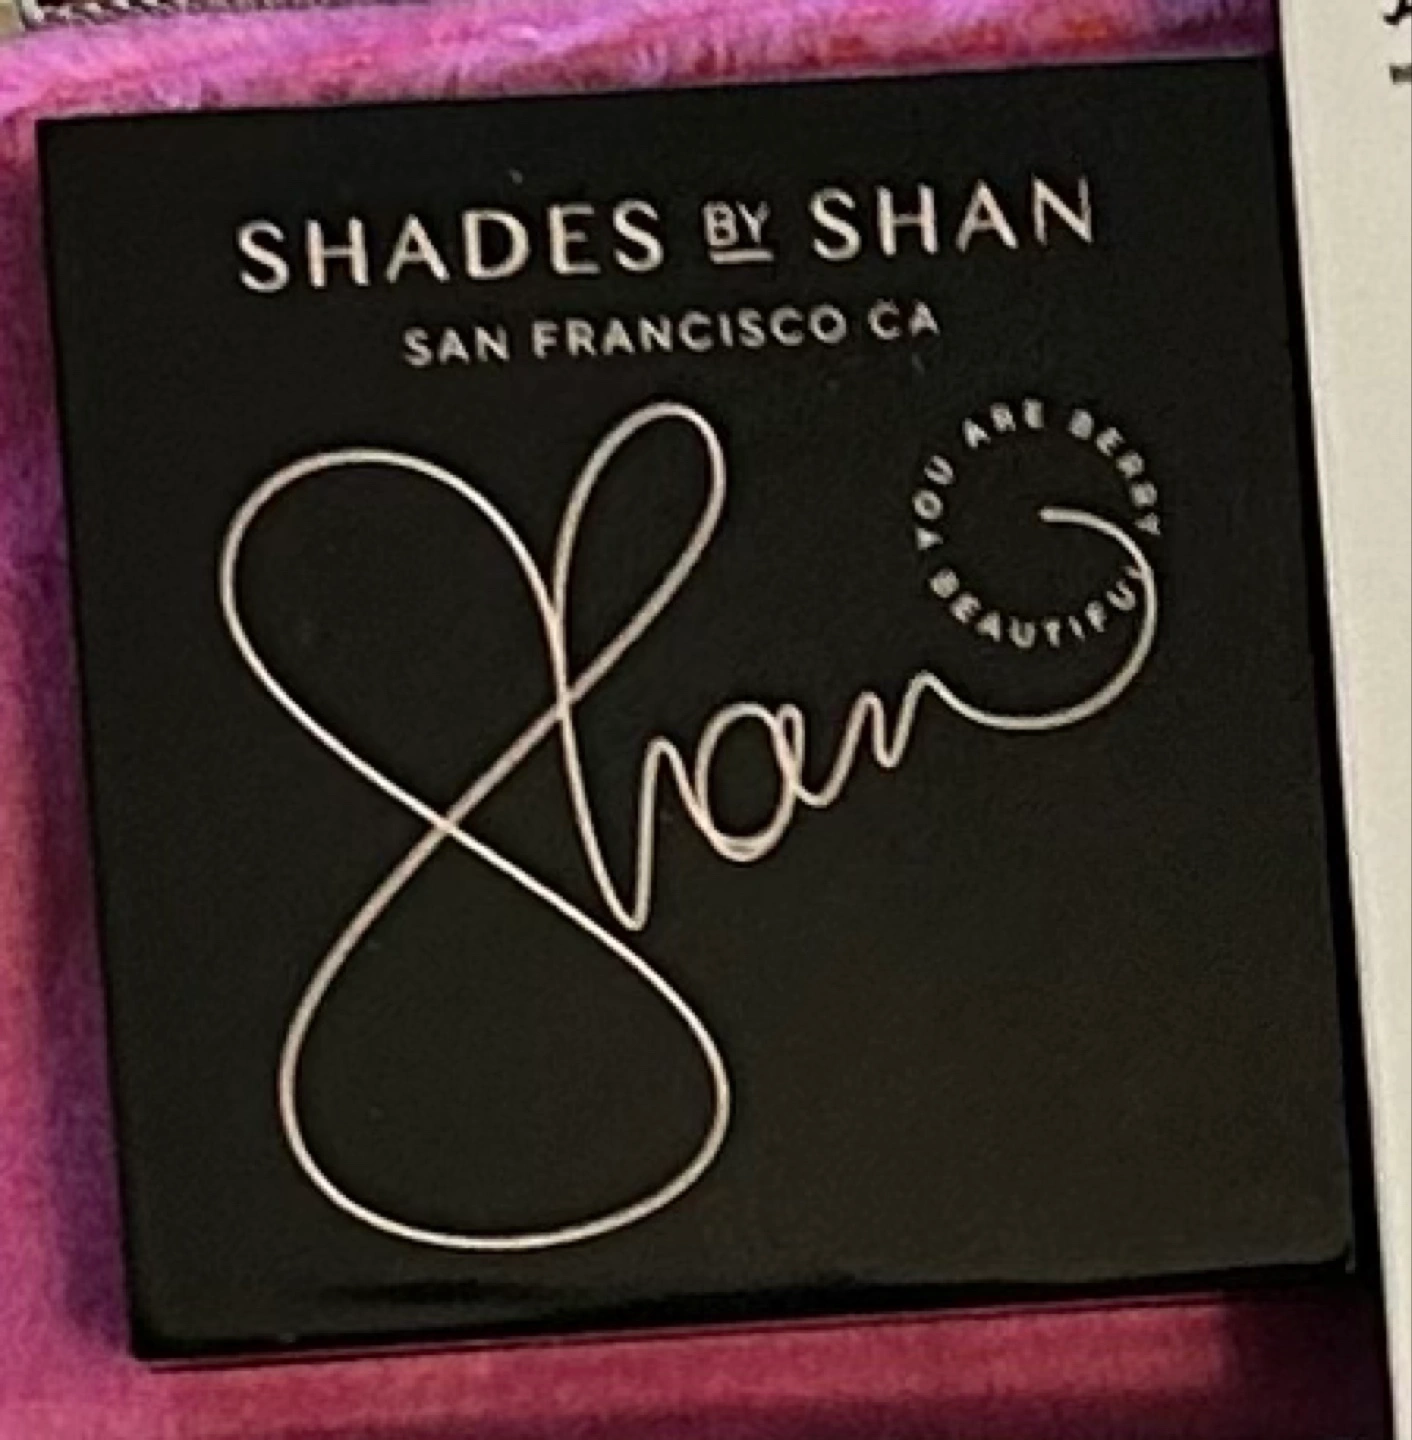 SHADES BY SHAN
SAN FRANCISCO CA
YOU ARE BERRY BEAUTIFUL
Shan